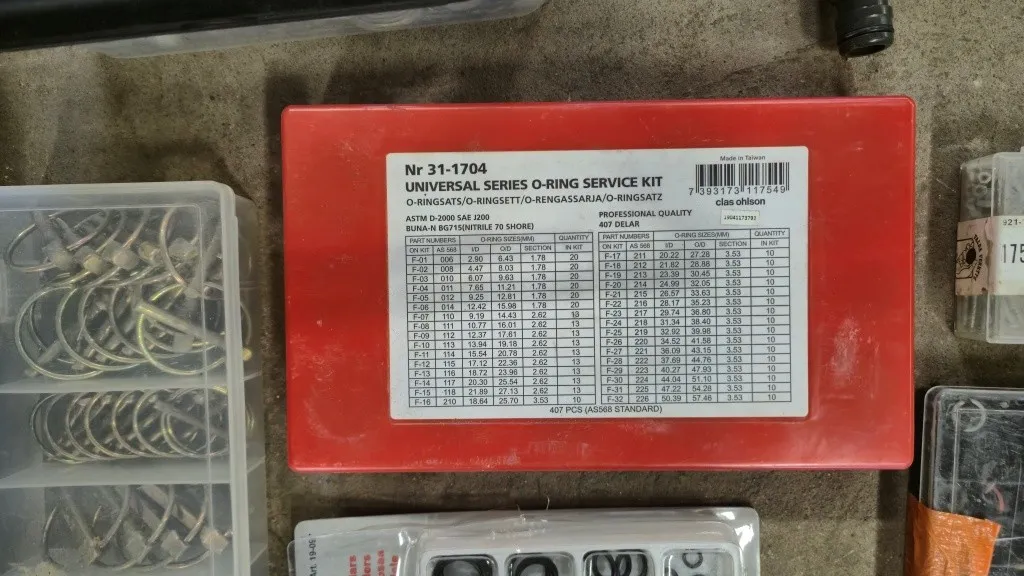 Nr 31-1704
UNIVERSAL SERIES O-RING SERVICE KIT
O-RINGSATS/O-RINGSETT/O-RENGASSARJA/O-RINGSATZ
ASTM D-2000 SAE J200
BUNA-N BG715(NITRILE 70 SHORE)
Made in Taiwan
7 393173 117549
clas ohlson
PROFESSIONAL QUALITY
407 DELAR
PART NUMBERS O-RING SIZES(MM) QUANTITY
ON KIT AS 568 I/D O/D SECTION IN KIT
F-01 006 2.90 6.43 1.78 20
F-02 008 4.47 8.03 1.78 20
F-03 010 6.07 9.63 1.78 20
F-04 011 7.65 11.21 1.78 20
F-05 012 9.25 12.81 1.78 20
F-06 014 12.42 15.98 1.78 20
F-07 110 9.19 14.43 2.62 13
F-08 111 10.77 16.01 2.62 13
F-09 112 12.37 17.61 2.62 13
F-10 113 13.94 19.18 2.62 13
F-11 114 15.54 20.78 2.62 13
F-12 115 17.12 22.36 2.62 13
F-13 116 18.72 23.96 2.62 13
F-14 117 20.30 25.54 2.62 13
F-15 118 21.89 27.13 2.62 13
F-16 210 18.64 25.70 3.53 10
PART NUMBERS O-RING SIZES(MM) QUANTITY
ON KIT AS 568 I/D O/D SECTION IN KIT
F-17 211 20.22 27.28 3.53 10
F-18 212 21.82 28.88 3.53 10
F-19 213 23.39 30.45 3.53 10
F-20 214 24.99 32.05 3.53 10
F-21 215 26.57 33.63 3.53 10
F-22 216 28.17 35.23 3.53 10
F-23 217 29.74 36.80 3.53 10
F-24 218 31.34 38.40 3.53 10
F-25 219 32.92 39.98 3.53 10
F-26 220 34.52 41.58 3.53 10
F-27 221 36.09 43.15 3.53 10
F-28 222 37.69 44.76 3.53 10
F-29 223 40.27 47.93 3.53 10
F-30 224 44.04 51.10 3.53 10
F-31 225 47.22 54.28 3.53 10
F-32 226 50.39 57.46 3.53 10
407 PCS (AS568 STANDARD)
921-
175